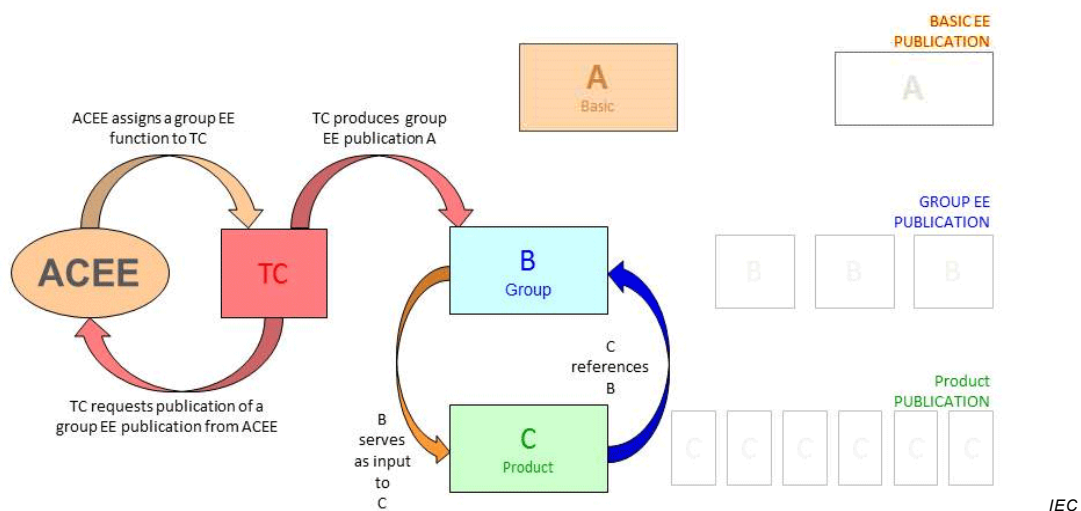 BASIC EE
PUBLICATION
A
Basic
A
ACEE assigns a group EE
function to TC
TC produces group
EE publication A
GROUP EE
PUBLICATION
ACEE
TC
B
Group
B B B
C
references
B
TC requests publication of a
group EE publication from ACEE
Product
PUBLICATION
B
serves
as input
to
C
C
Product
C C C C C C
IEC